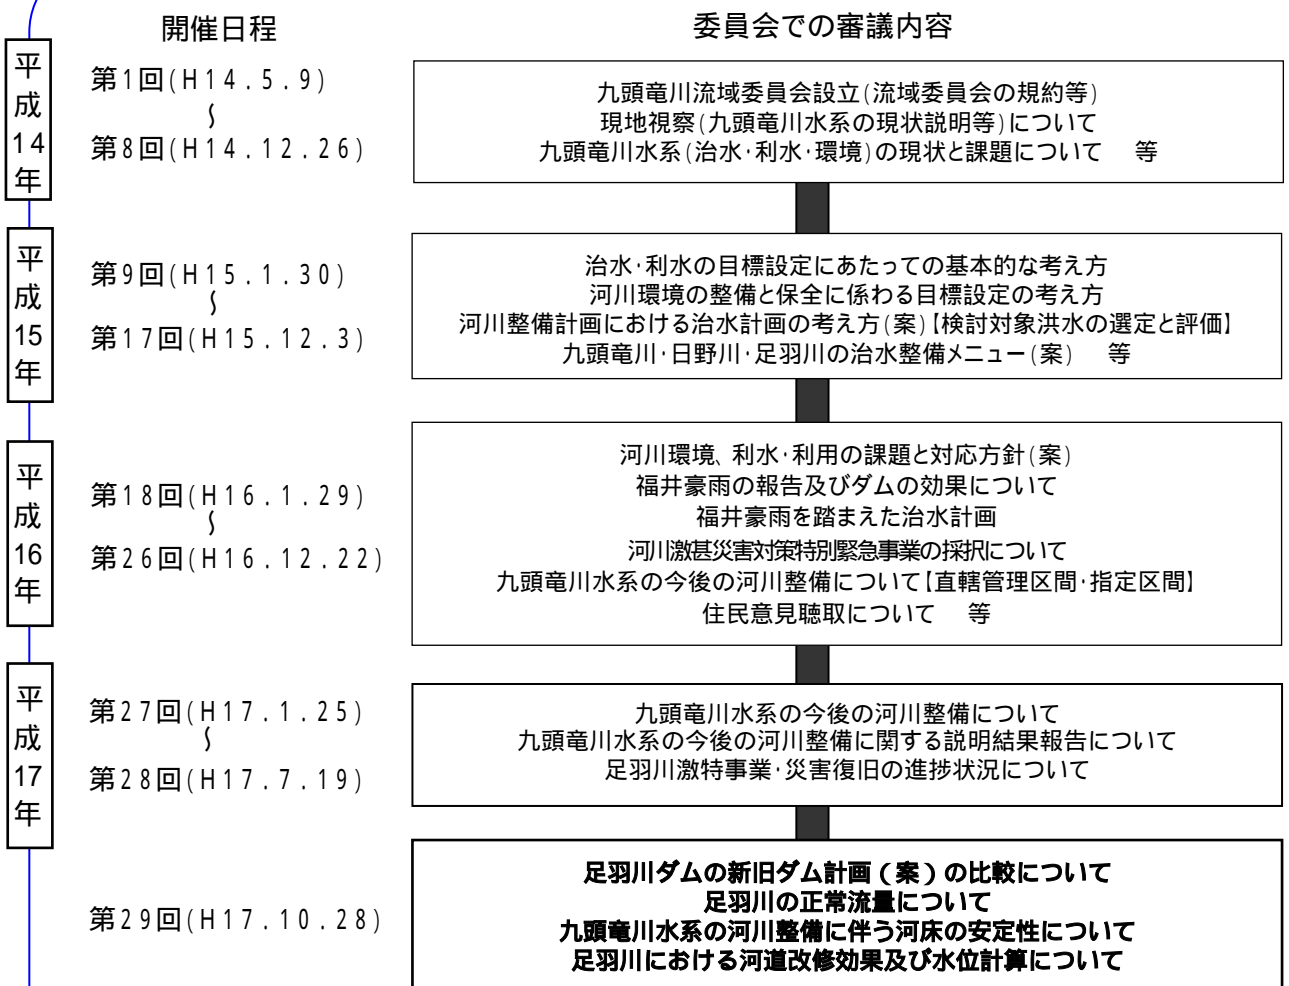 開催日程
委員会での審議内容
平成14年
第1回(H14.5.9)
~
第8回(H14.12.26)
九頭竜川流域委員会設立(流域委員会の規約等)
現地視察(九頭竜川水系の現状説明等)について
九頭竜川水系(治水・利水・環境)の現状と課題について 等
平成15年
第9回(H15.1.30)
~
第17回(H15.12.3)
治水・利水の目標設定にあたっての基本的な考え方
河川環境の整備と保全に係わる目標設定の考え方
河川整備計画における治水計画の考え方(案)【検討対象洪水の選定と評価】
九頭竜川・日野川・足羽川の治水整備メニュー(案) 等
平成16年
第18回(H16.1.29)
~
第26回(H16.12.22)
河川環境、利水・利用の課題と対応方針(案)
福井豪雨の報告及びダムの効果について
福井豪雨を踏まえた治水計画
河川激甚災害対策特別緊急事業の採択について
九頭竜川水系の今後の河川整備について【直轄管理区間・指定区間】
住民意見聴取について 等
平成17年
第27回(H17.1.25)
~
第28回(H17.7.19)
九頭竜川水系の今後の河川整備について
九頭竜川水系の今後の河川整備に関する説明結果報告について
足羽川激特事業・災害復旧の進捗状況について
第29回(H17.10.28)
足羽川ダムの新旧ダム計画(案)の比較について
足羽川の正常流量について
九頭竜川水系の河川整備に伴う河床の安定性について
足羽川における河道改修効果及び水位計算について